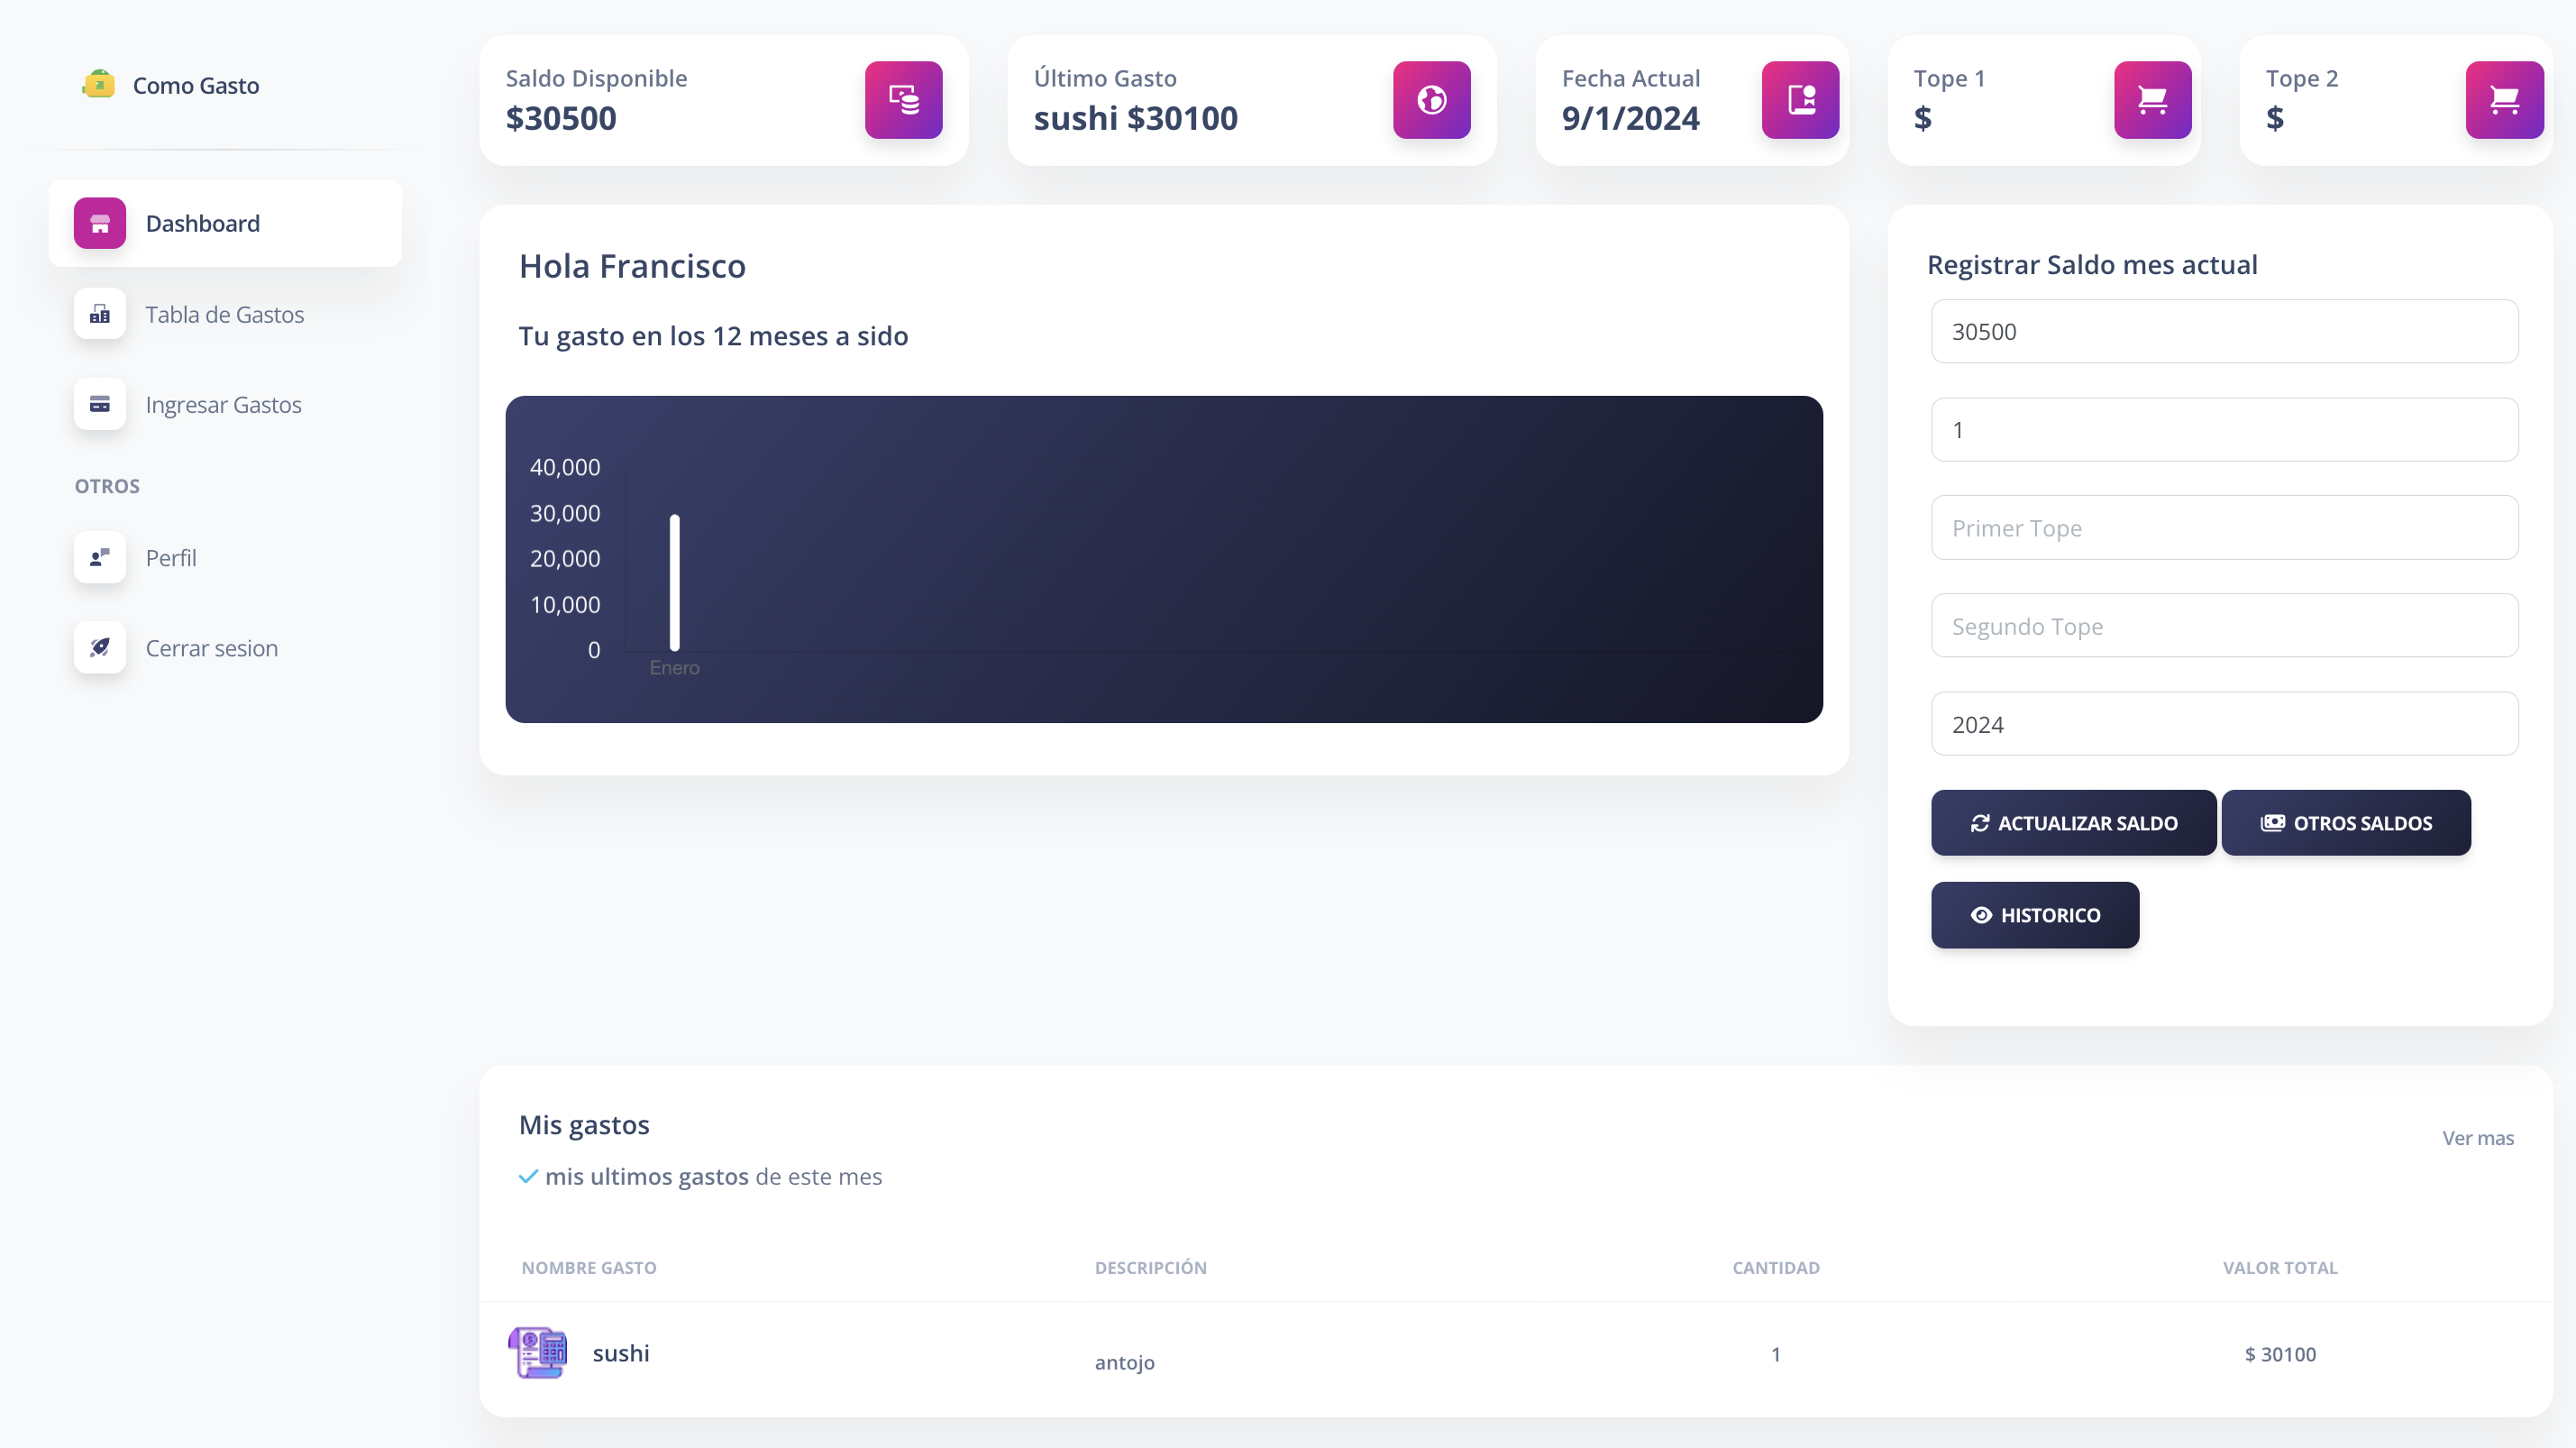 Como Gasto
Dashboard
Tabla de Gastos
Ingresar Gastos
OTROS
Perfil
Cerrar sesion
Saldo Disponible
$30500
Último Gasto
sushi $30100
Fecha Actual
9/1/2024
Tope 1
$
Tope 2
$
Hola Francisco
Tu gasto en los 12 meses a sido
40,000
30,000
20,000
10,000
0
Enero
Registrar Saldo mes actual
30500
1
Primer Tope
Segundo Tope
2024
ACTUALIZAR SALDO
OTROS SALDOS
HISTORICO
Mis gastos
Ver mas
mis ultimos gastos de este mes
NOMBRE GASTO DESCRIPCIÓN CANTIDAD VALOR TOTAL
sushi antojo 1 $ 30100